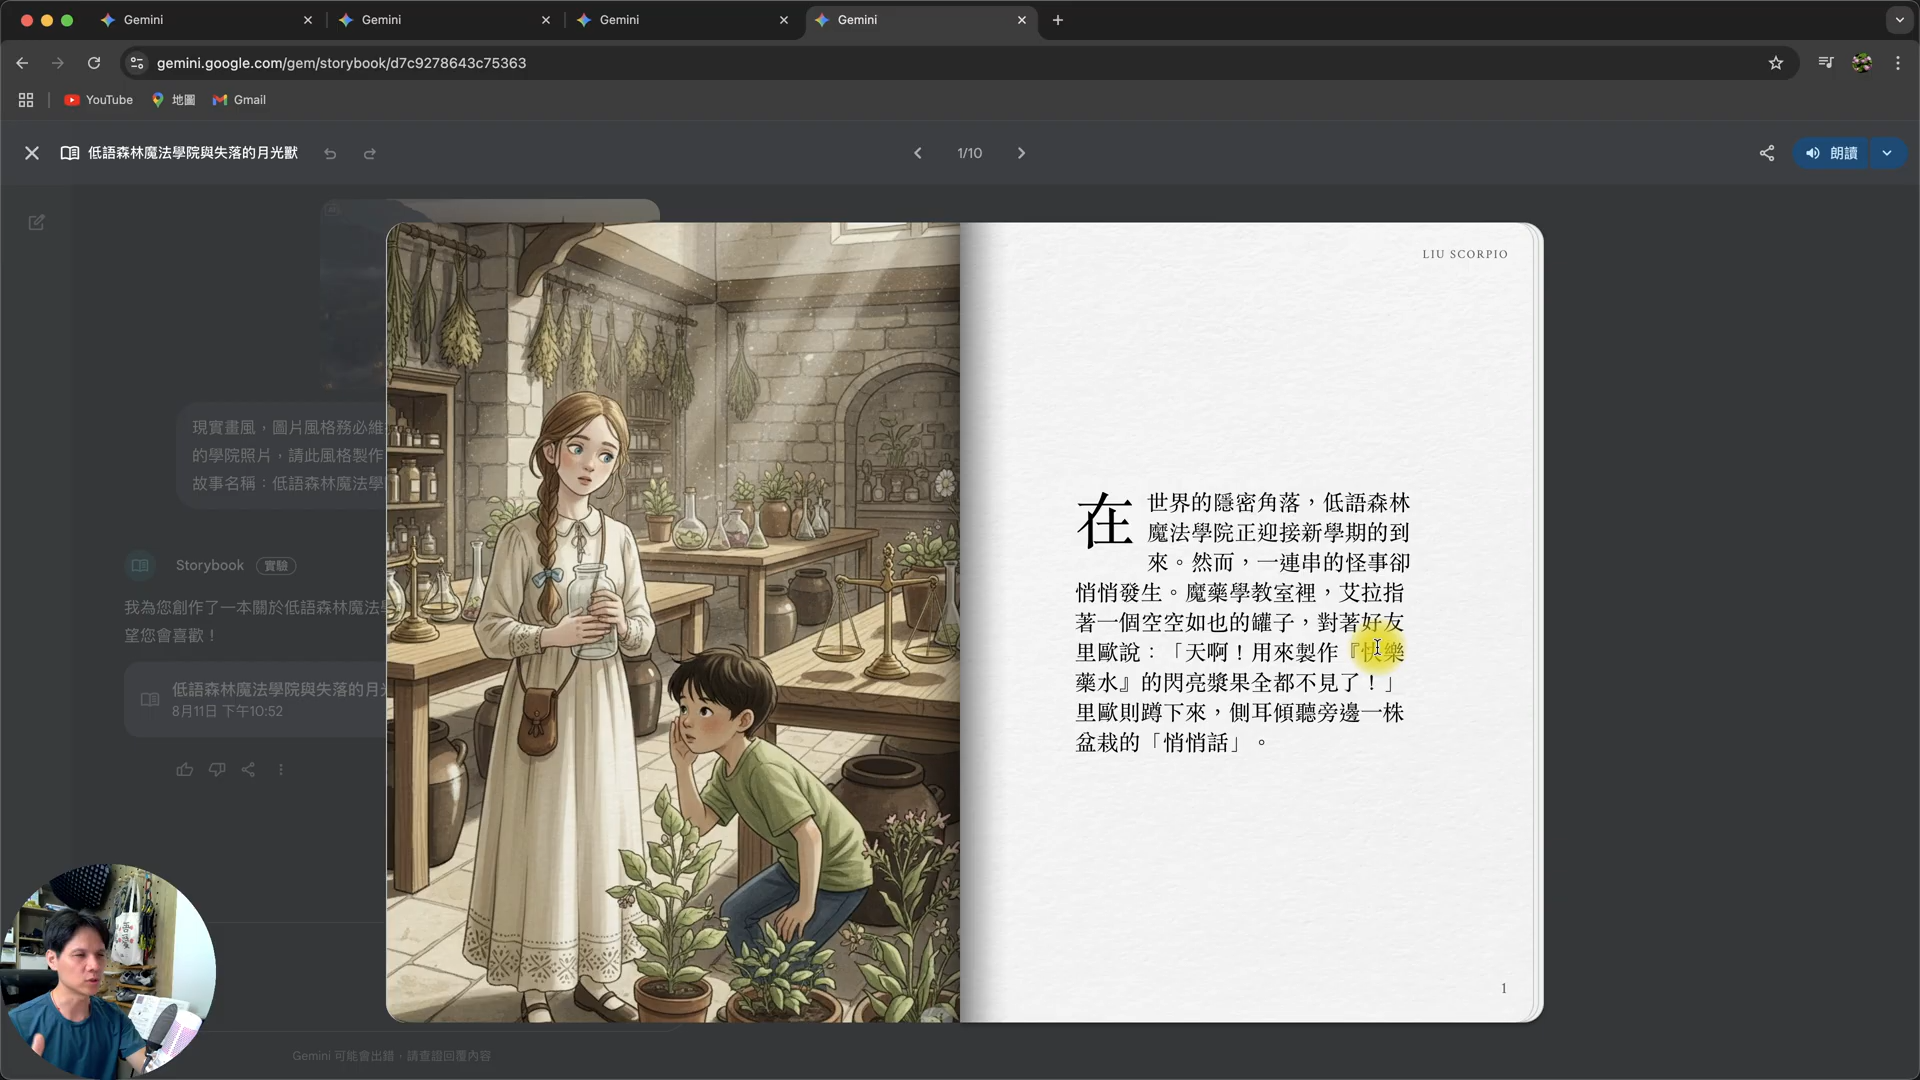 Gemini
Gemini
Gemini
Gemini
gemini.google.com/gem/storybook/d7c9278643c75363
YouTube
地圖
Gmail
低語森林魔法學院與失落的月光獸
1/10
朗讀
現實畫風，圖片風格務必維
的學院照片，請此風格製作
故事名稱：低語森林魔法學
Storybook
實驗
我為您創作了一本關於低語森林魔法學
望您會喜歡！
低語森林魔法學院與失落的月光
8月11日 下午10:52
Gemini 可能會出錯，請查證回覆內容
LIU SCORPIO
在世界的隱密角落，低語森林
魔法學院正迎接新學期的到
來。然而，一連串的怪事卻
悄悄發生。魔藥學教室裡，艾拉指
著一個空空如也的罐子，對著好友
里歐說：「天啊！用來製作『快樂
藥水』的閃亮漿果全都不見了！」
里歐則蹲下來，側耳傾聽旁邊一株
盆栽的「悄悄話」。
1